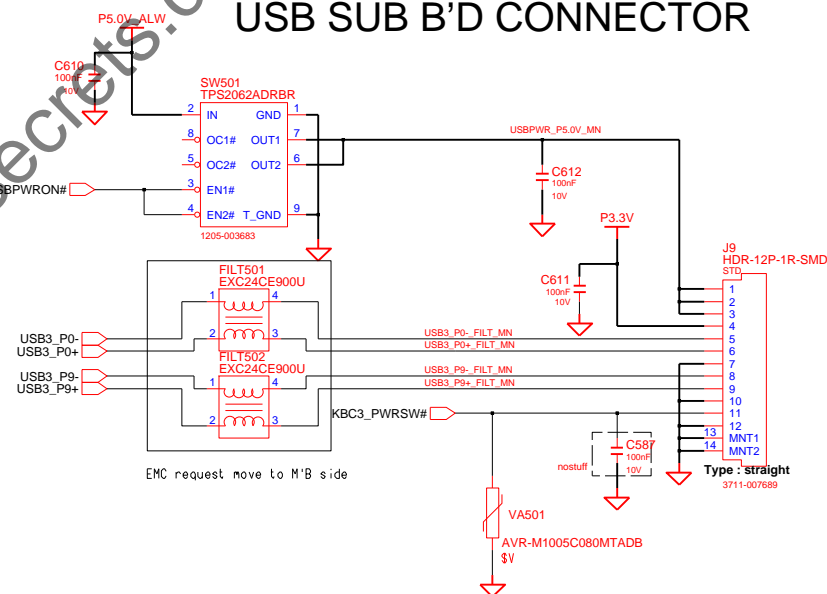 USB SUB B'D CONNECTOR
P5.0V_ALW
C610
100nF
10V
SW501
TPS2062ADRBR
2 IN GND 1
8 OC1# OUT1 7
5 OC2# OUT2 6
3 EN1#
4 EN2# T_GND 9
1205-003683
SBPWRON#
USBPWR_P5.0V_MN
C612
100nF
10V
P3.3V
C611
100nF
10V
J9
HDR-12P-1R-SMD
STD
1
2
3
4
5
6
7
8
9
10
11
12
13 MNT1
14 MNT2
Type : straight
3711-007689
FILT501
EXC24CE900U
1 4
2 3
FILT502
EXC24CE900U
1 4
2 3
USB3_P0-
USB3_P0+
USB3_P9-
USB3_P9+
USB3_P0-_FILT_MN
USB3_P0+_FILT_MN
USB3_P9-_FILT_MN
USB3_P9+_FILT_MN
KBC3_PWRSW#
EMC request move to M'B side
nostuff
C587
100nF
10V
VA501
AVR-M1005C080MTADB
$V
ecrets.